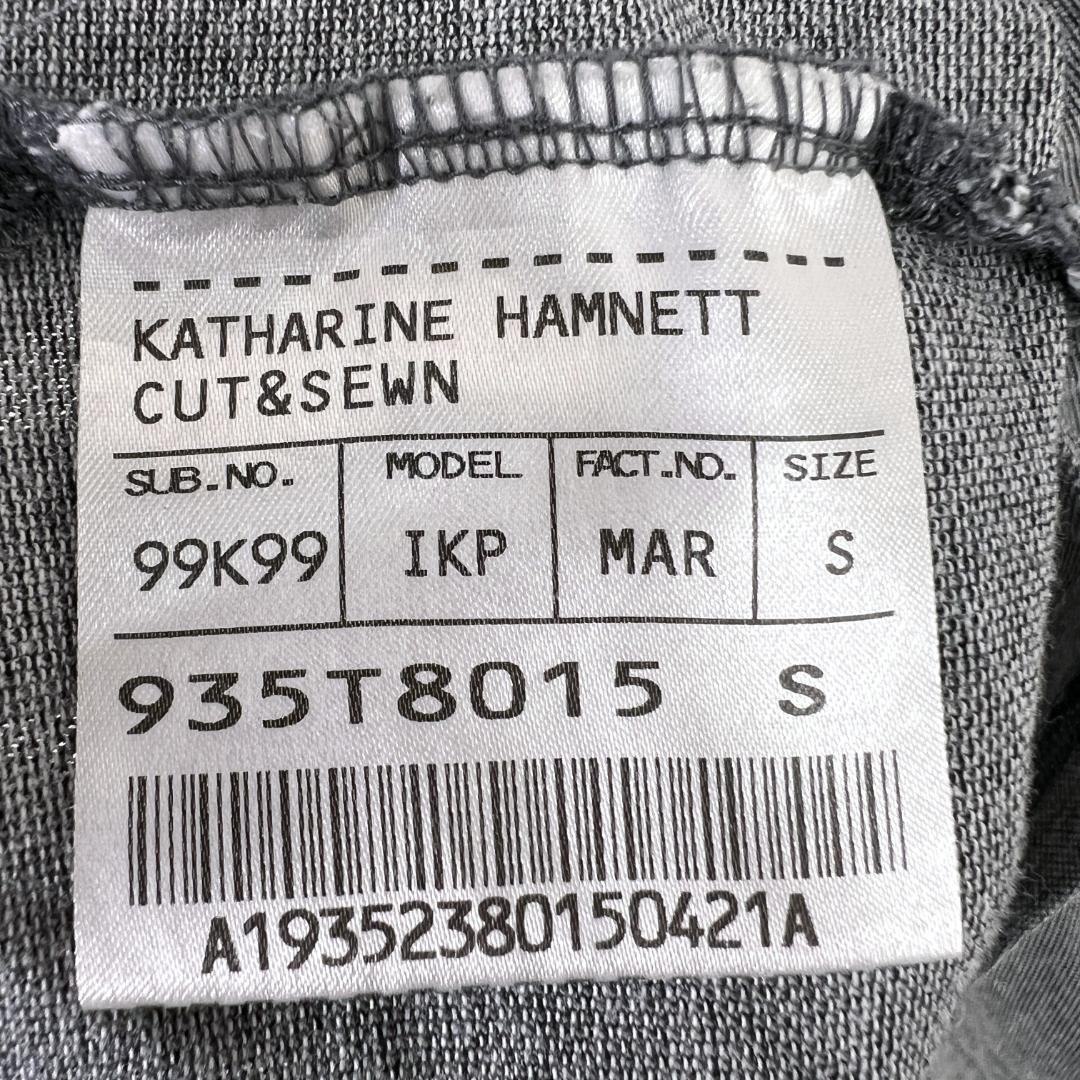 KATHARINE HAMNETT
CUT&SEWN
SUB.NO. MODEL FACT.NO. SIZE
99K99 IKP MAR S
935T8015 S
A19352380150421A